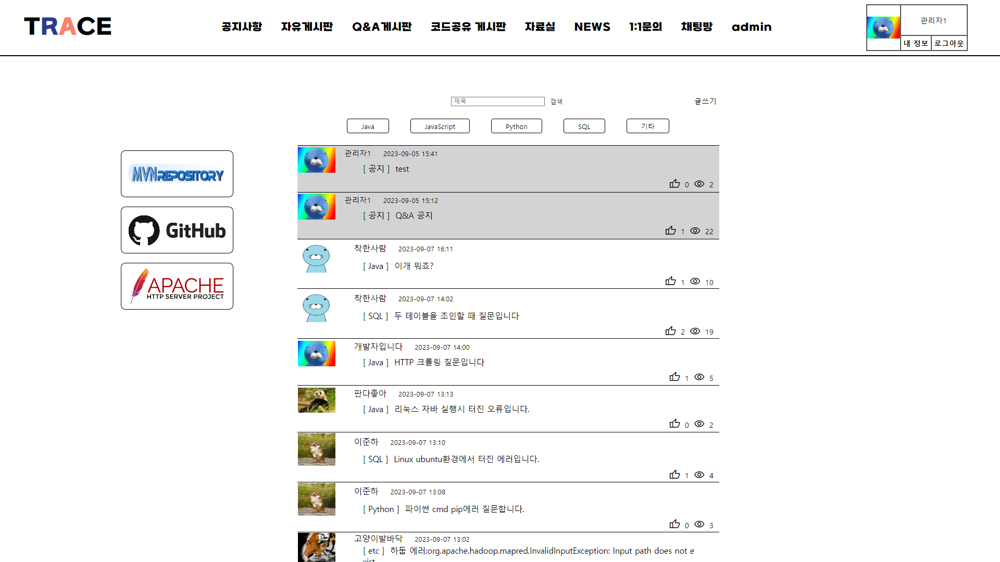 TRACE
공지사항 자유게시판 Q&A게시판 코드공유 게시판 자료실 NEWS 1:1문의 채팅방 admin
관리자1
내 정보 로그아웃
제목 검색 글쓰기
Java JavaScript Python SQL 기타
MVNREPOSITORY
GitHub
APACHE
HTTP SERVER PROJECT
관리자1 2023-09-05 15:41
[ 공지 ] test
0 2
관리자1 2023-09-05 15:12
[ 공지 ] Q&A 공지
1 22
착한사람 2023-09-07 16:11
[ Java ] 이개 뭐죠?
1 10
착한사람 2023-09-07 14:02
[ SQL ] 두 테이블을 조인할 때 질문입니다
2 19
개발자입니다 2023-09-07 14:00
[ Java ] HTTP 크롤링 질문입니다
1 5
판다좋아 2023-09-07 13:13
[ Java ] 리눅스 자바 실행시 터진 오류입니다.
0 2
이준하 2023-09-07 13:10
[ SQL ] Linux ubuntu환경에서 터진 에러입니다.
1 4
이준하 2023-09-07 13:08
[ Python ] 파이썬 cmd pip에러 질문합니다.
0 3
고양이발바닥 2023-09-07 13:02
[ etc ] 하둡 에러:org.apache.hadoop.mapred.InvalidInputException: Input path does not e
xist